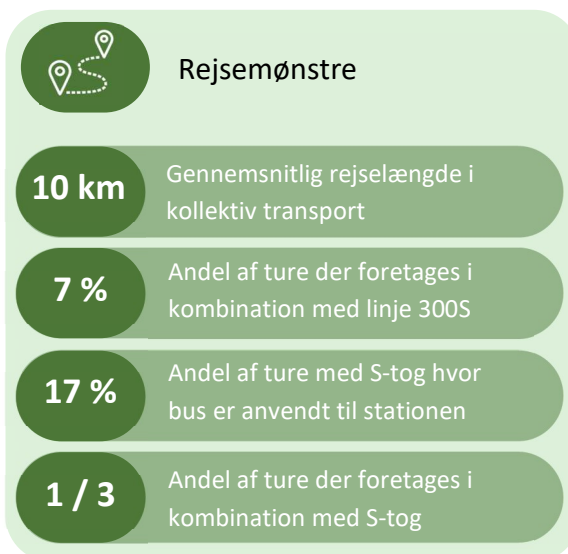 Rejsemønstre
10 km
Gennemsnitlig rejselængde i
kollektiv transport
7 %
Andel af ture der foretages i
kombination med linje 300S
17 %
Andel af ture med S-tog hvor
bus er anvendt til stationen
1 / 3
Andel af ture der foretages i
kombination med S-tog